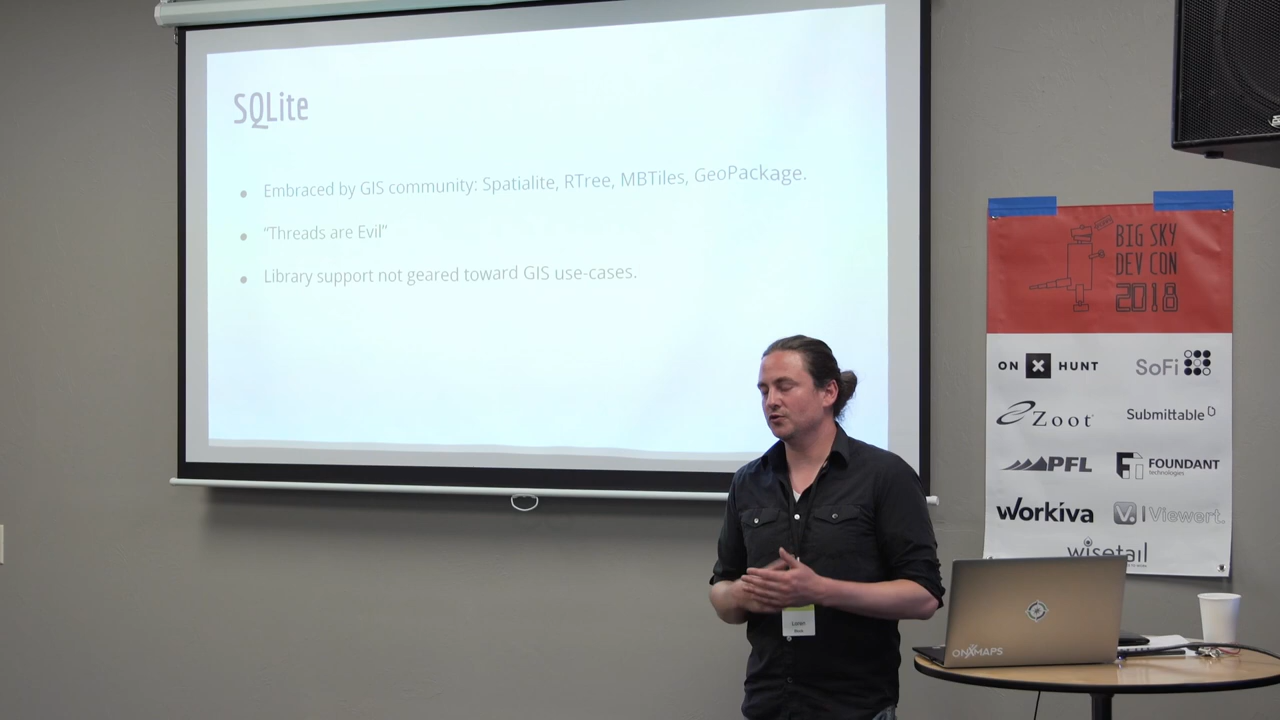 SQLite
Embraced by GIS community: Spatialite, RTree, MBTiles, GeoPackage.
"Threads are Evil"
Library support not geared toward GIS use-cases.
BIG SKY
DEV CON
2018
ON X HUNT
SoFi
Zoot
Submittable
PFL
FOUNDANT
technologies
Workiva
V. | Viewert.
wisetail
ONXMAPS